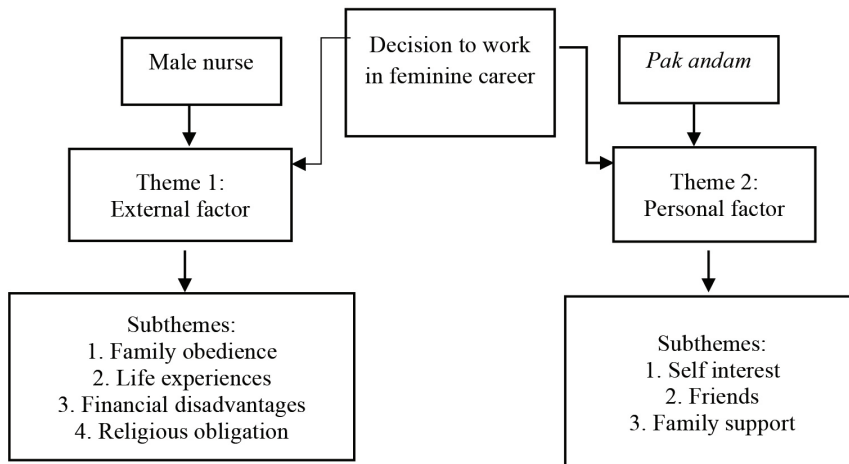 Male nurse
Decision to work
in feminine career
Pak andam
Theme 1:
External factor
Theme 2:
Personal factor
Subthemes:
1. Family obedience
2. Life experiences
3. Financial disadvantages
4. Religious obligation
Subthemes:
1. Self interest
2. Friends
3. Family support